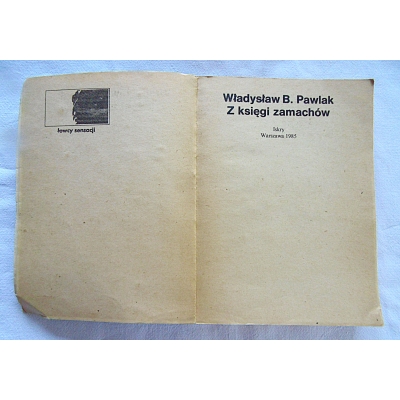 łowcy sensacji
Władysław B. Pawlak
Z księgi zamachów
Iskry
Warszawa 1985